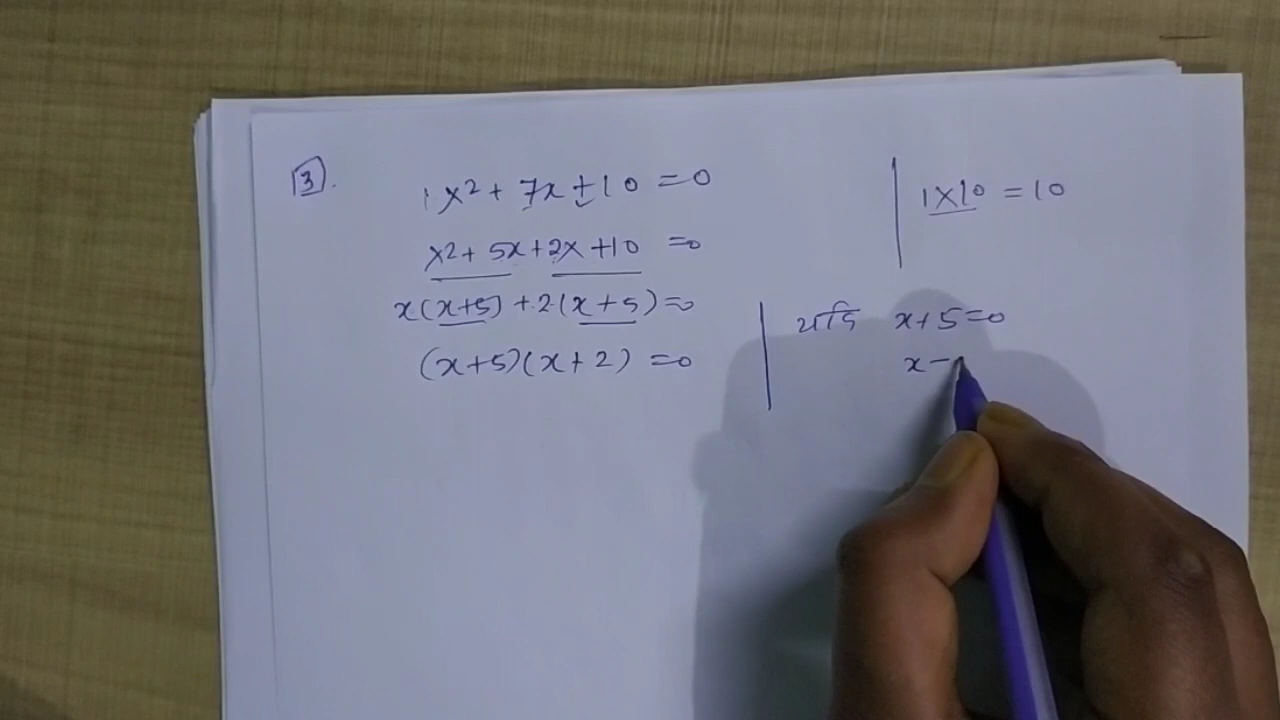 3.
1x² + 7x + 10 = 0
x² + 5x + 2x + 10 = 0
x(x+5) + 2(x+5) = 0
(x+5)(x+2) = 0
1×10 = 10
यदि x+5=0
x =